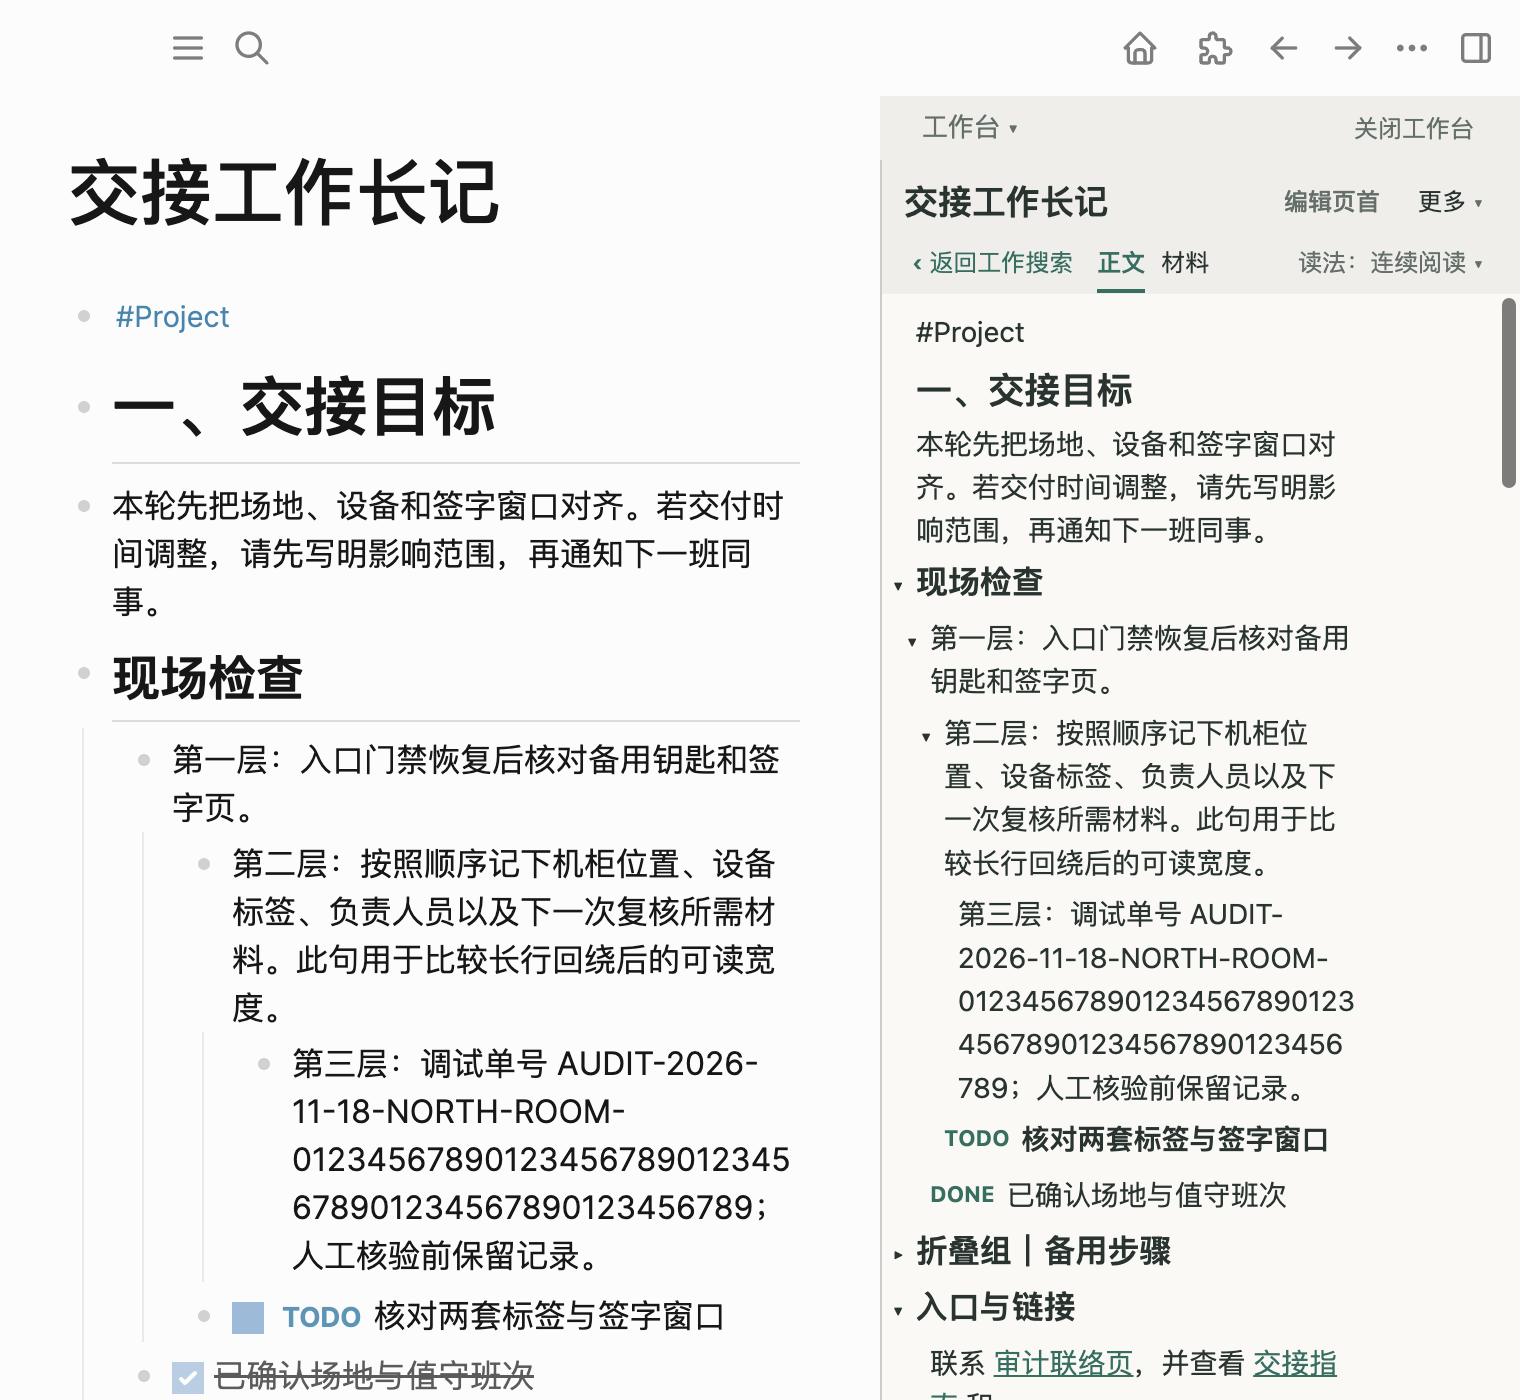 交接工作长记
#Project
一、交接目标
本轮先把场地、设备和签字窗口对齐。若交付时
间调整，请先写明影响范围，再通知下一班同
事。
现场检查
第一层：入口门禁恢复后核对备用钥匙和签
字页。
第二层：按照顺序记下机柜位置、设备
标签、负责人员以及下一次复核所需材
料。此句用于比较长行回绕后的可读宽
度。
第三层：调试单号 AUDIT-2026-
11-18-NORTH-ROOM-
01234567890123456789012345
678901234567890123456789；
人工核验前保留记录。
TODO 核对两套标签与签字窗口
已确认场地与值守班次
工作台 ▾
关闭工作台
交接工作长记
编辑页首 更多 ▾
‹ 返回工作搜索 正文 材料 读法：连续阅读 ▾
#Project
一、交接目标
本轮先把场地、设备和签字窗口对
齐。若交付时间调整，请先写明影
响范围，再通知下一班同事。
▾ 现场检查
▾ 第一层：入口门禁恢复后核对备用
钥匙和签字页。
▾ 第二层：按照顺序记下机柜位
置、设备标签、负责人员以及下
一次复核所需材料。此句用于比
较长行回绕后的可读宽度。
第三层：调试单号 AUDIT-
2026-11-18-NORTH-ROOM-
012345678901234567890123
45678901234567890123456
789；人工核验前保留记录。
TODO 核对两套标签与签字窗口
DONE 已确认场地与值守班次
▸ 折叠组｜备用步骤
▾ 入口与链接
联系 审计联络页，并查看 交接指